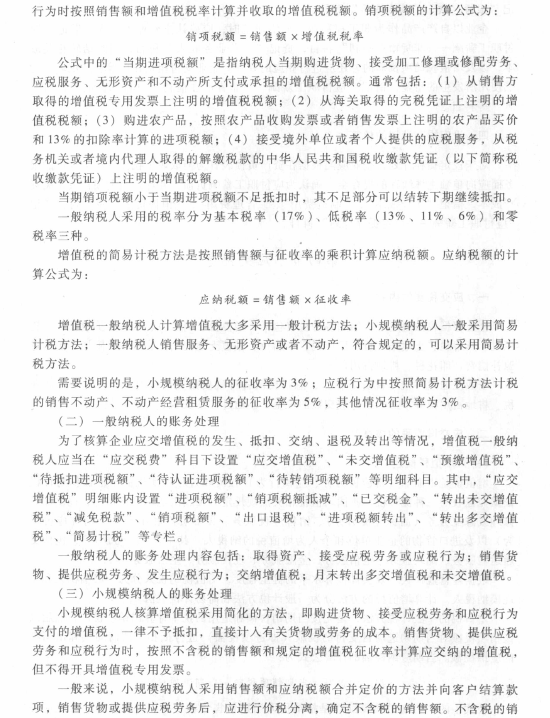 行为时按照销售额和增值税税率计算并收取的增值税税额。销项税额的计算公式为：
销项税额=销售额×增值税税率
公式中的“当期进项税额”是指纳税人当期购进货物、接受加工修理或修配劳务、
应税服务、无形资产和不动产所支付或承担的增值税税额。通常包括：（1）从销售方
取得的增值税专用发票上注明的增值税税额；（2）从海关取得的完税凭证上注明的增
值税税额；（3）购进农产品，按照农产品收购发票或者销售发票上注明的农产品买价
和13%的扣除率计算的进项税额；（4）接受境外单位或者个人提供的应税服务，从税
务机关或者境内代理人取得的解缴税款的中华人民共和国税收缴款凭证（以下简称税
收缴款凭证）上注明的增值税额。
当期销项税额小于当期进项税额不足抵扣时，其不足部分可以结转下期继续抵扣。
一般纳税人采用的税率分为基本税率（17%）、低税率（13%、11%、6%）和零
税率三种。
增值税的简易计税方法是按照销售额与征收率的乘积计算应纳税额。应纳税额的计
算公式为：
应纳税额=销售额×征收率
增值税一般纳税人计算增值税大多采用一般计税方法；小规模纳税人一般采用简易
计税方法；一般纳税人销售服务、无形资产或者不动产，符合规定的，可以采用简易计
税方法。
需要说明的是，小规模纳税人的征收率为3%；应税行为中按照简易计税方法计税
的销售不动产、不动产经营租赁服务的征收率为5%，其他情况征收率为3%。
（二）一般纳税人的账务处理
为了核算企业应交增值税的发生、抵扣、交纳、退税及转出等情况，增值税一般纳
税人应当在“应交税费”科目下设置“应交增值税”、“未交增值税”、“预缴增值税”、
“待抵扣进项税额”、“待认证进项税额”、“待转销项税额”等明细科目。其中，“应交
增值税”明细账内设置“进项税额”、“销项税额抵减”、“已交税金”、“转出未交增值
税”、“减免税款”、“销项税额”、“出口退税”、“进项税额转出”、“转出多交增值
税”、“简易计税”等专栏。
一般纳税人的账务处理内容包括：取得资产、接受应税劳务或应税行为；销售货
物、提供应税劳务、发生应税行为；交纳增值税；月末转出多交增值税和未交增值税。
（三）小规模纳税人的账务处理
小规模纳税人核算增值税采用简化的方法，即购进货物、接受应税劳务和应税行为
支付的增值税，一律不予抵扣，直接计入有关货物或劳务的成本。销售货物、提供应税
劳务和应税行为时，按照不含税的销售额和规定的增值税征收率计算应交纳的增值税，
但不得开具增值税专用发票。
一般来说，小规模纳税人采用销售额和应纳税额合并定价的方法并向客户结算款
项，销售货物或提供应税劳务后，应进行价税分离，确定不含税的销售额。不含税的销